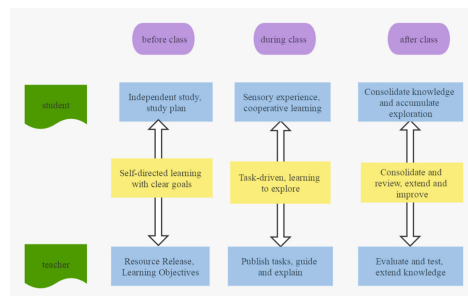 before class
during class
after class
student
Independent study,
study plan
Sensory experience,
cooperative learning
Consolidate knowledge
and accumulate
exploration
Self-directed learning
with clear goals
Task-driven, learning
to explore
Consolidate and
review, extend and
improve
teacher
Resource Release,
Learning Objectives
Publish tasks, guide
and explain
Evaluate and test,
extend knowledge